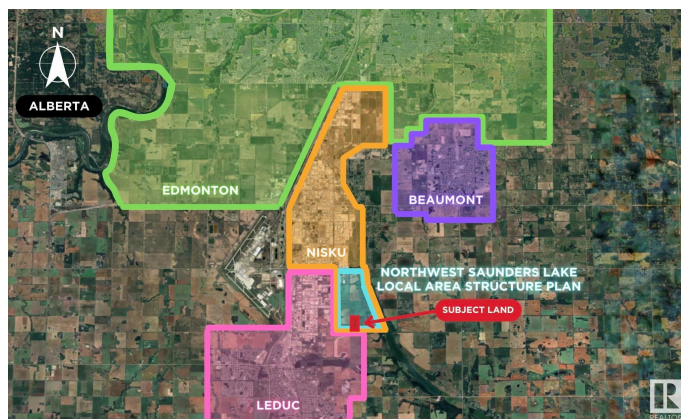 N
ALBERTA
EDMONTON
BEAUMONT
NISKU
NORTHWEST SAUNDERS LAKE
LOCAL AREA STRUCTURE PLAN
SUBJECT LAND
LEDUC
R
REALTOR